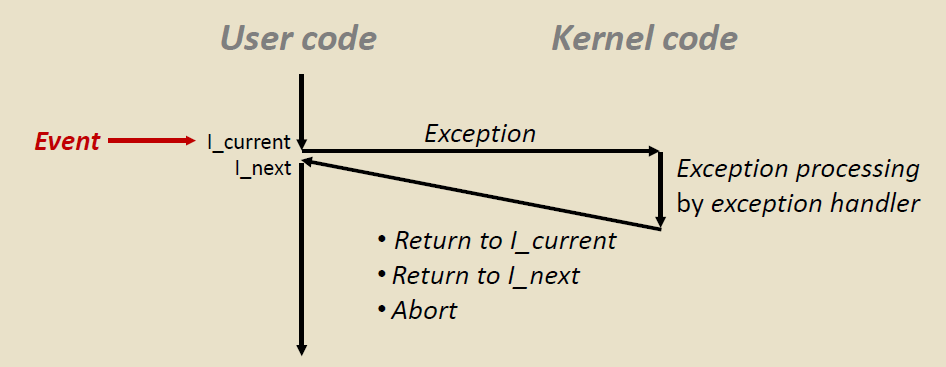 User code
Kernel code
Event
I_current
I_next
Exception
Exception processing
by exception handler
• Return to I_current
• Return to I_next
• Abort